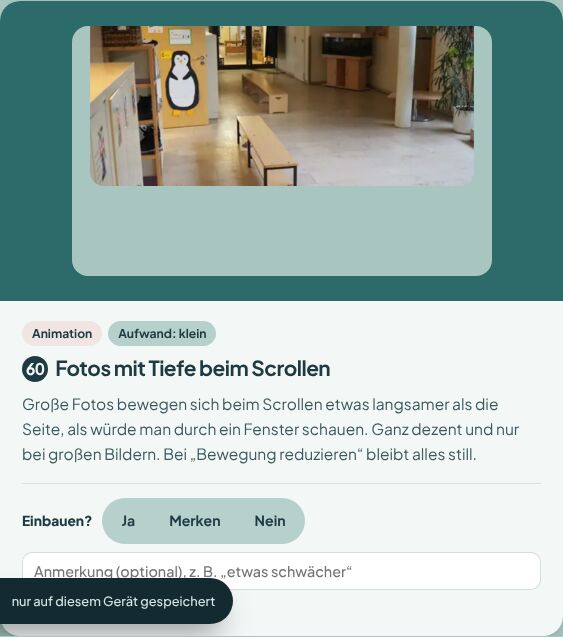 Animation
Aufwand: klein
60 Fotos mit Tiefe beim Scrollen
Große Fotos bewegen sich beim Scrollen etwas langsamer als die
Seite, als würde man durch ein Fenster schauen. Ganz dezent und nur
bei großen Bildern. Bei „Bewegung reduzieren“ bleibt alles still.
Einbauen? Ja Merken Nein
Anmerkung (optional), z. B. „etwas schwächer“
nur auf diesem Gerät gespeichert